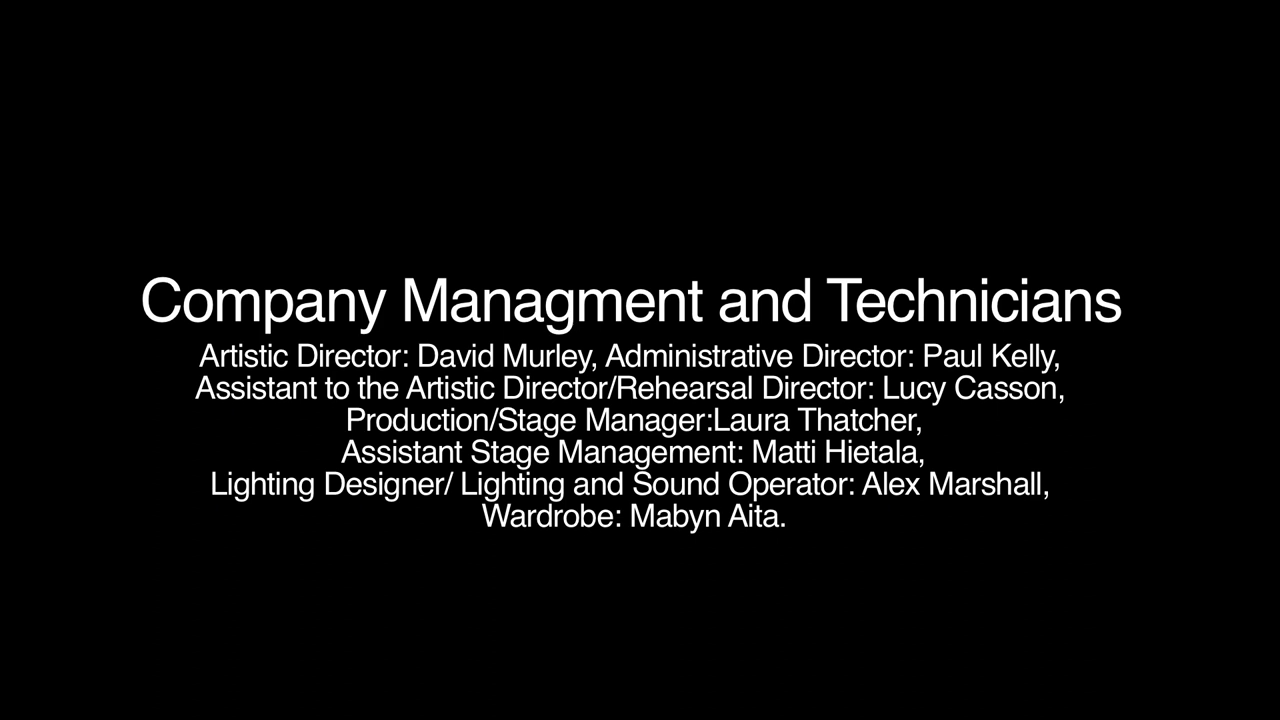 Company Managment and Technicians
Artistic Director: David Murley, Administrative Director: Paul Kelly,
Assistant to the Artistic Director/Rehearsal Director: Lucy Casson,
Production/Stage Manager:Laura Thatcher,
Assistant Stage Management: Matti Hietala,
Lighting Designer/ Lighting and Sound Operator: Alex Marshall,
Wardrobe: Mabyn Aita.